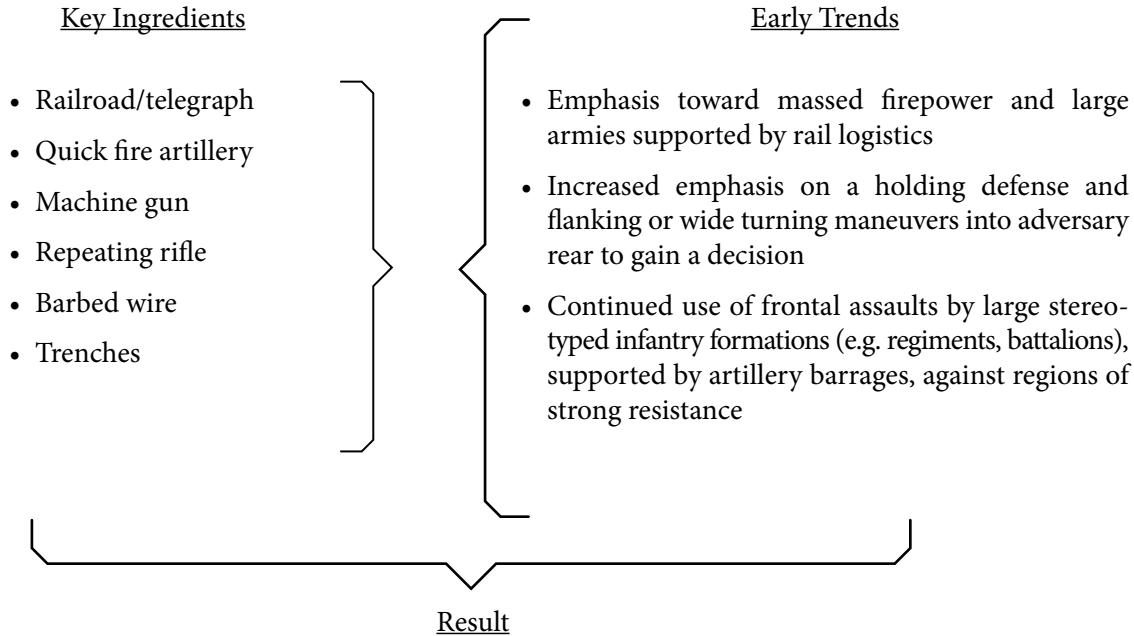 Key Ingredients
• Railroad/telegraph
• Quick fire artillery
• Machine gun
• Repeating rifle
• Barbed wire
• Trenches
Early Trends
• Emphasis toward massed firepower and large
armies supported by rail logistics
• Increased emphasis on a holding defense and
flanking or wide turning maneuvers into adversary
rear to gain a decision
• Continued use of frontal assaults by large stereo-
typed infantry formations (e.g. regiments, battalions),
supported by artillery barrages, against regions of
strong resistance
Result